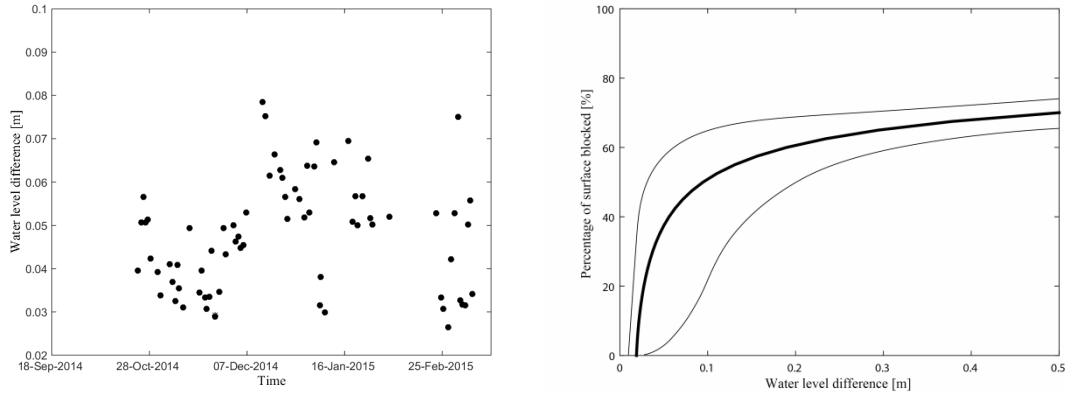 0.1
0.09
0.08
0.07
0.06
0.05
0.04
0.03
0.02
Water level difference [m]
18-Sep-2014 28-Oct-2014 07-Dec-2014 16-Jan-2015 25-Feb-2015
Time
100
80
60
40
20
0
Percentage of surface blocked [%]
0 0.1 0.2 0.3 0.4 0.5
Water level difference [m]